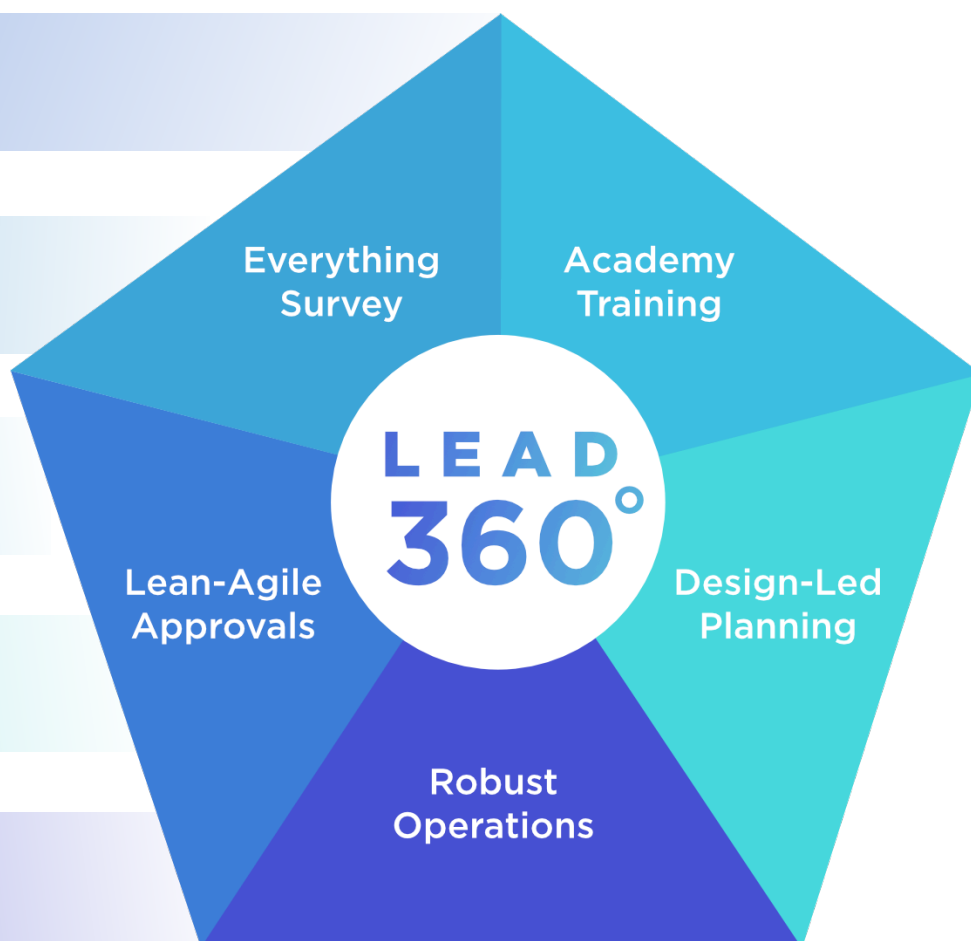 Everything
Survey
Academy
Training
LEAD
360°
Lean-Agile
Approvals
Design-Led
Planning
Robust
Operations